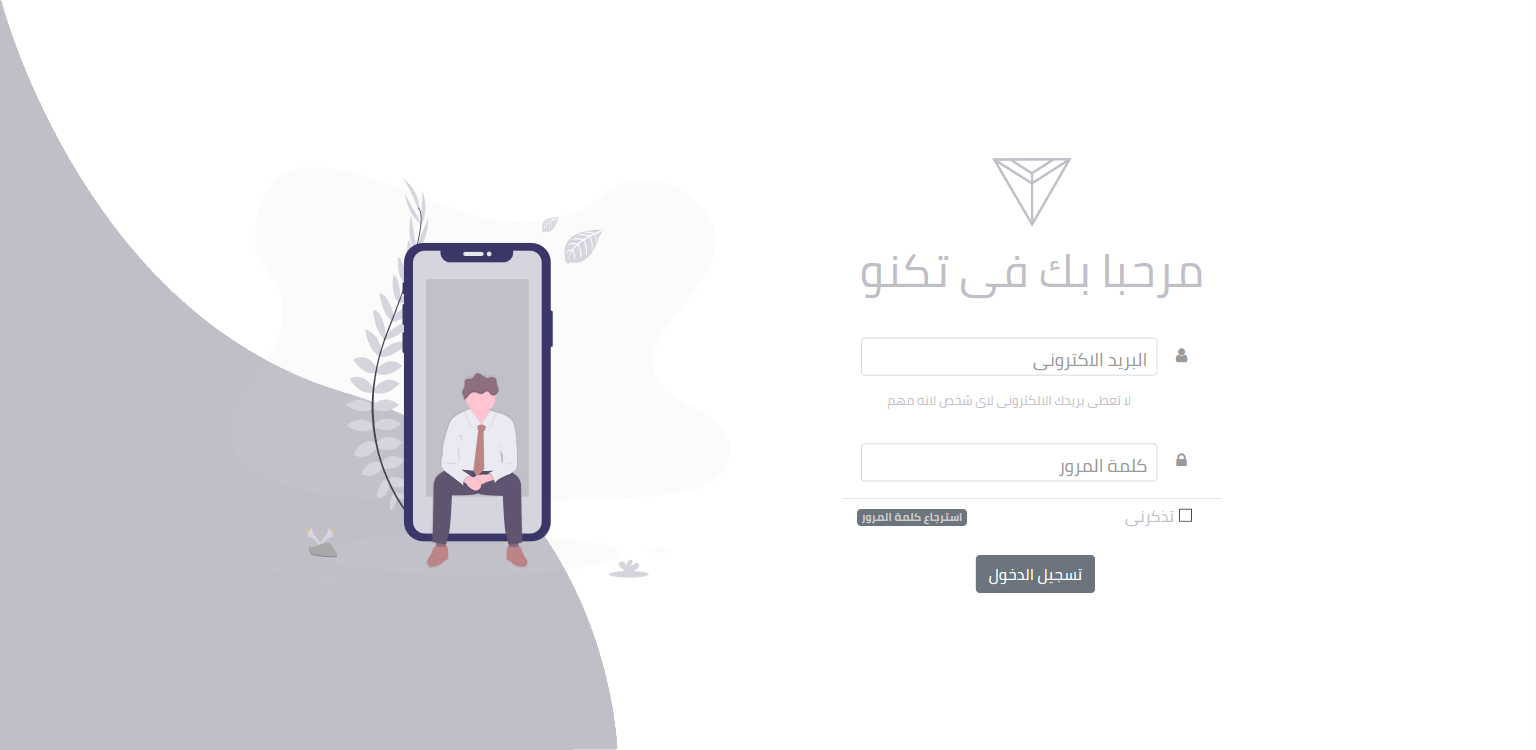 مرحبا بك فى تكنو
البريد الاكترونى
لا تعطى بريدك الالكترونى لاى شخص لانه مهم
كلمة المرور
تذكرنى
استرجاع كلمة المرور
تسجيل الدخول